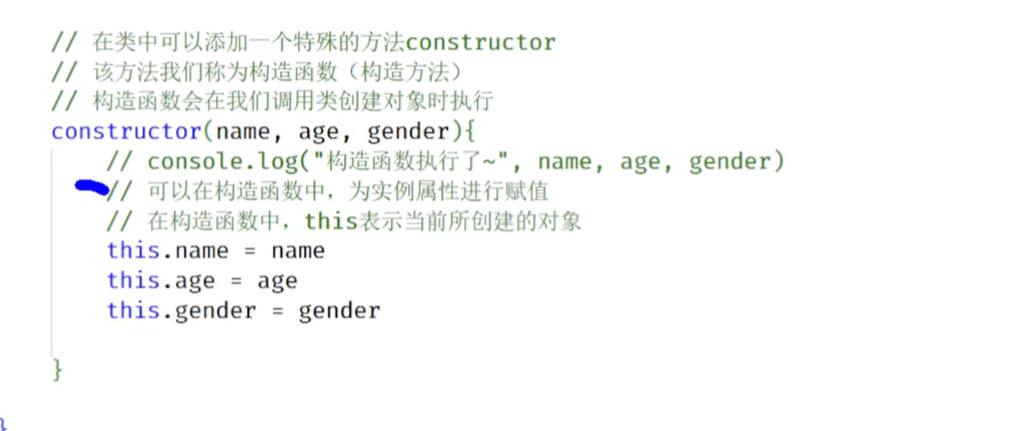 // 在类中可以添加一个特殊的方法constructor
// 该方法我们称为构造函数（构造方法）
// 构造函数会在我们调用类创建对象时执行
constructor(name, age, gender){
// console.log("构造函数执行了~", name, age, gender)
// 可以在构造函数中，为实例属性进行赋值
// 在构造函数中，this表示当前所创建的对象
this.name = name
this.age = age
this.gender = gender
}
}